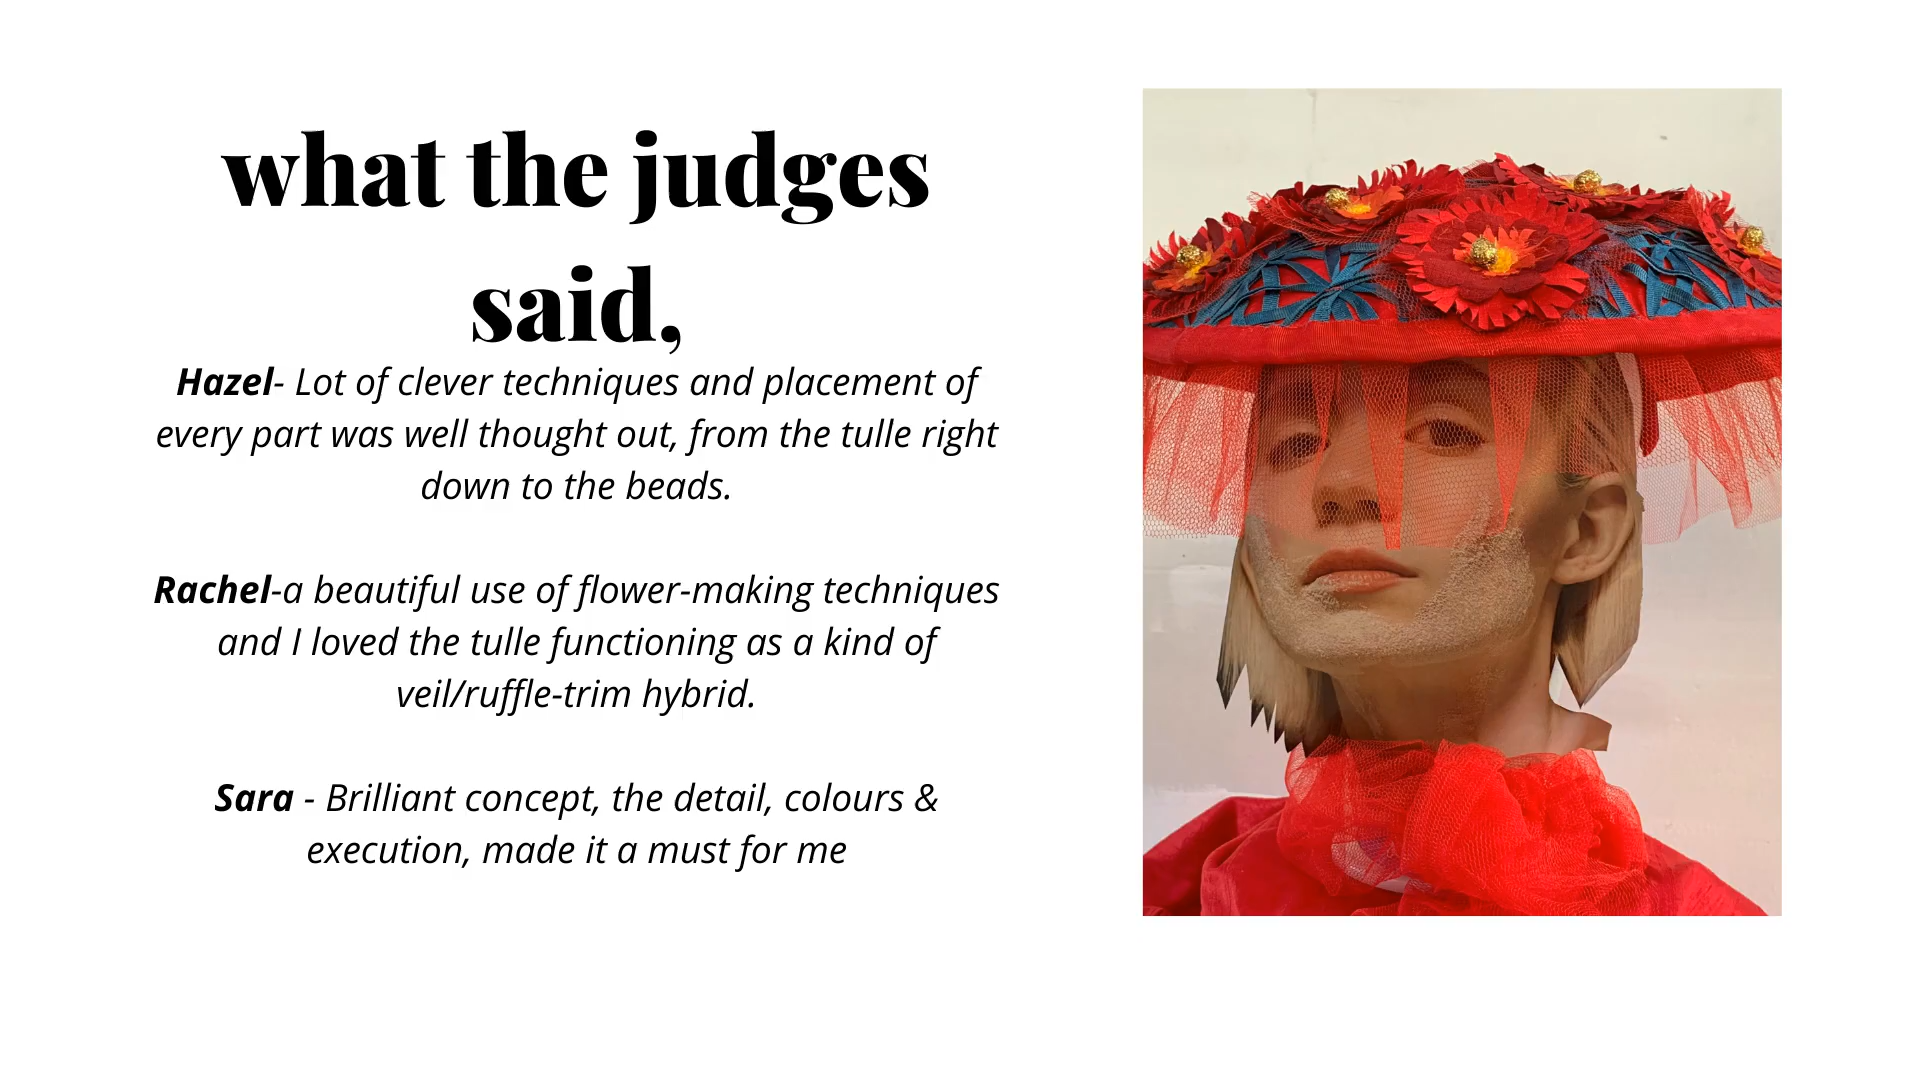 what the judges
said,
Hazel- Lot of clever techniques and placement of
every part was well thought out, from the tulle right
down to the beads.
Rachel-a beautiful use of flower-making techniques
and I loved the tulle functioning as a kind of
veil/ruffle-trim hybrid.
Sara - Brilliant concept, the detail, colours &
execution, made it a must for me